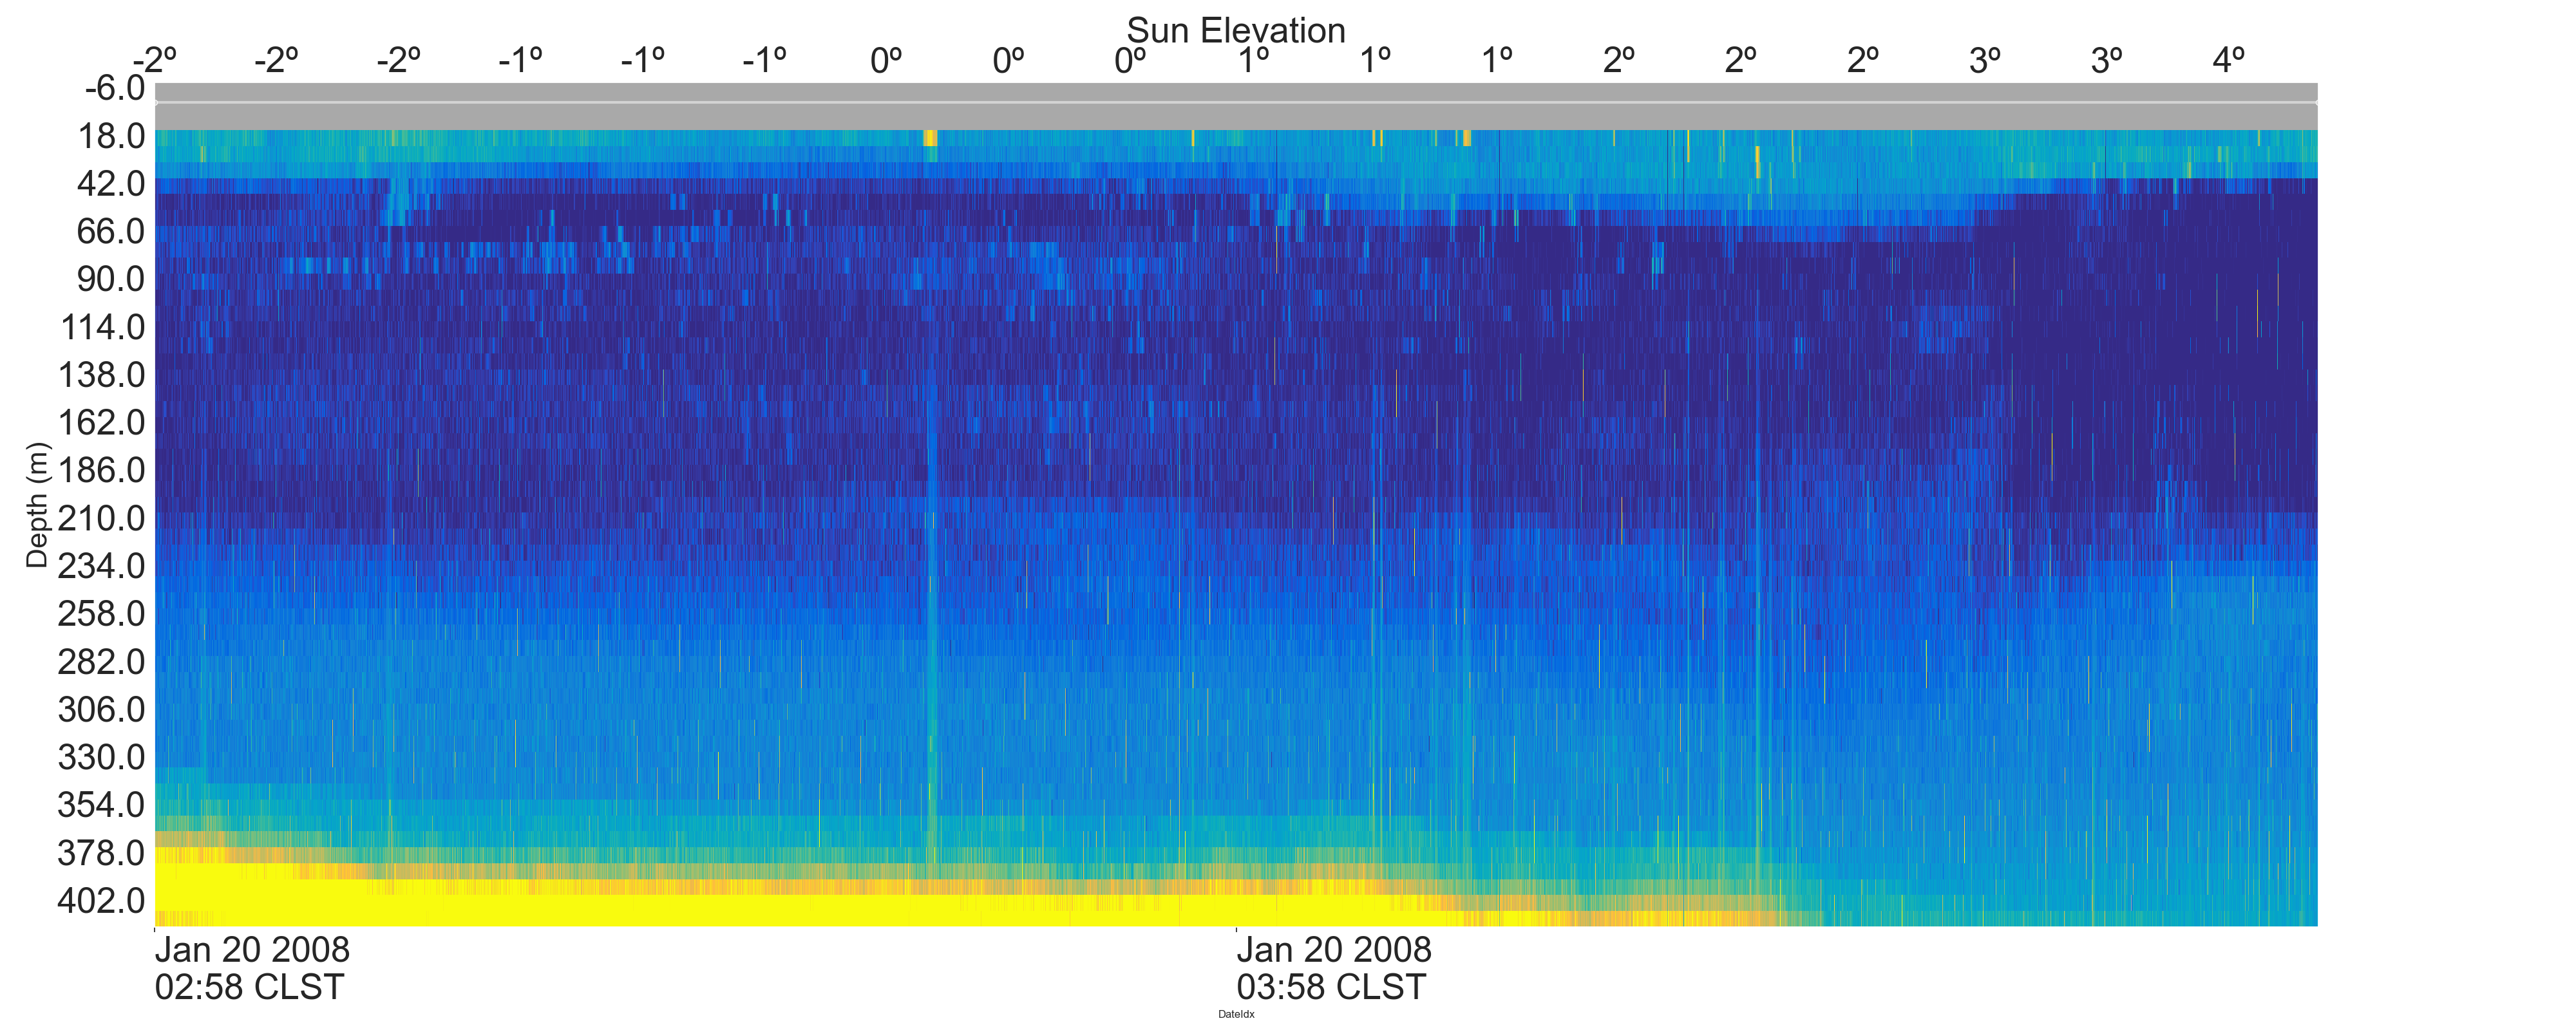 Sun Elevation
-2º -2º -2º -1º -1º -1º 0º 0º 0º 1º 1º 1º 2º 2º 2º 3º 3º 4º
-6.0
18.0
42.0
66.0
90.0
114.0
138.0
162.0
186.0
210.0
234.0
258.0
282.0
306.0
330.0
354.0
378.0
402.0
Depth (m)
Jan 20 2008
02:58 CLST
Jan 20 2008
03:58 CLST
DateIdx